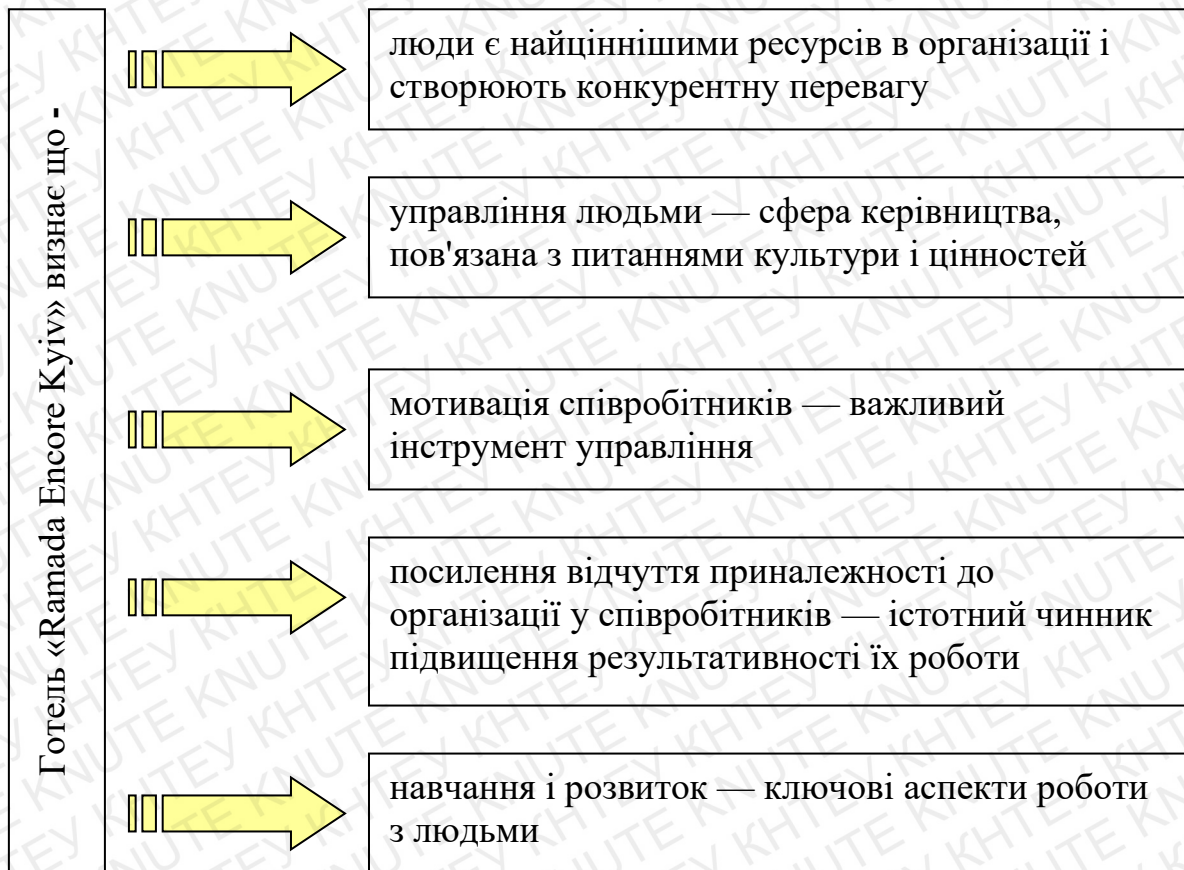 Готель «Ramada Encore Kyiv» визнає що -
люди є найціннішими ресурсів в організації і
створюють конкурентну перевагу
управління людьми — сфера керівництва,
пов'язана з питаннями культури і цінностей
мотивація співробітників — важливий
інструмент управління
посилення відчуття приналежності до
організації у співробітників — істотний чинник
підвищення результативності їх роботи
навчання і розвиток — ключові аспекти роботи
з людьми